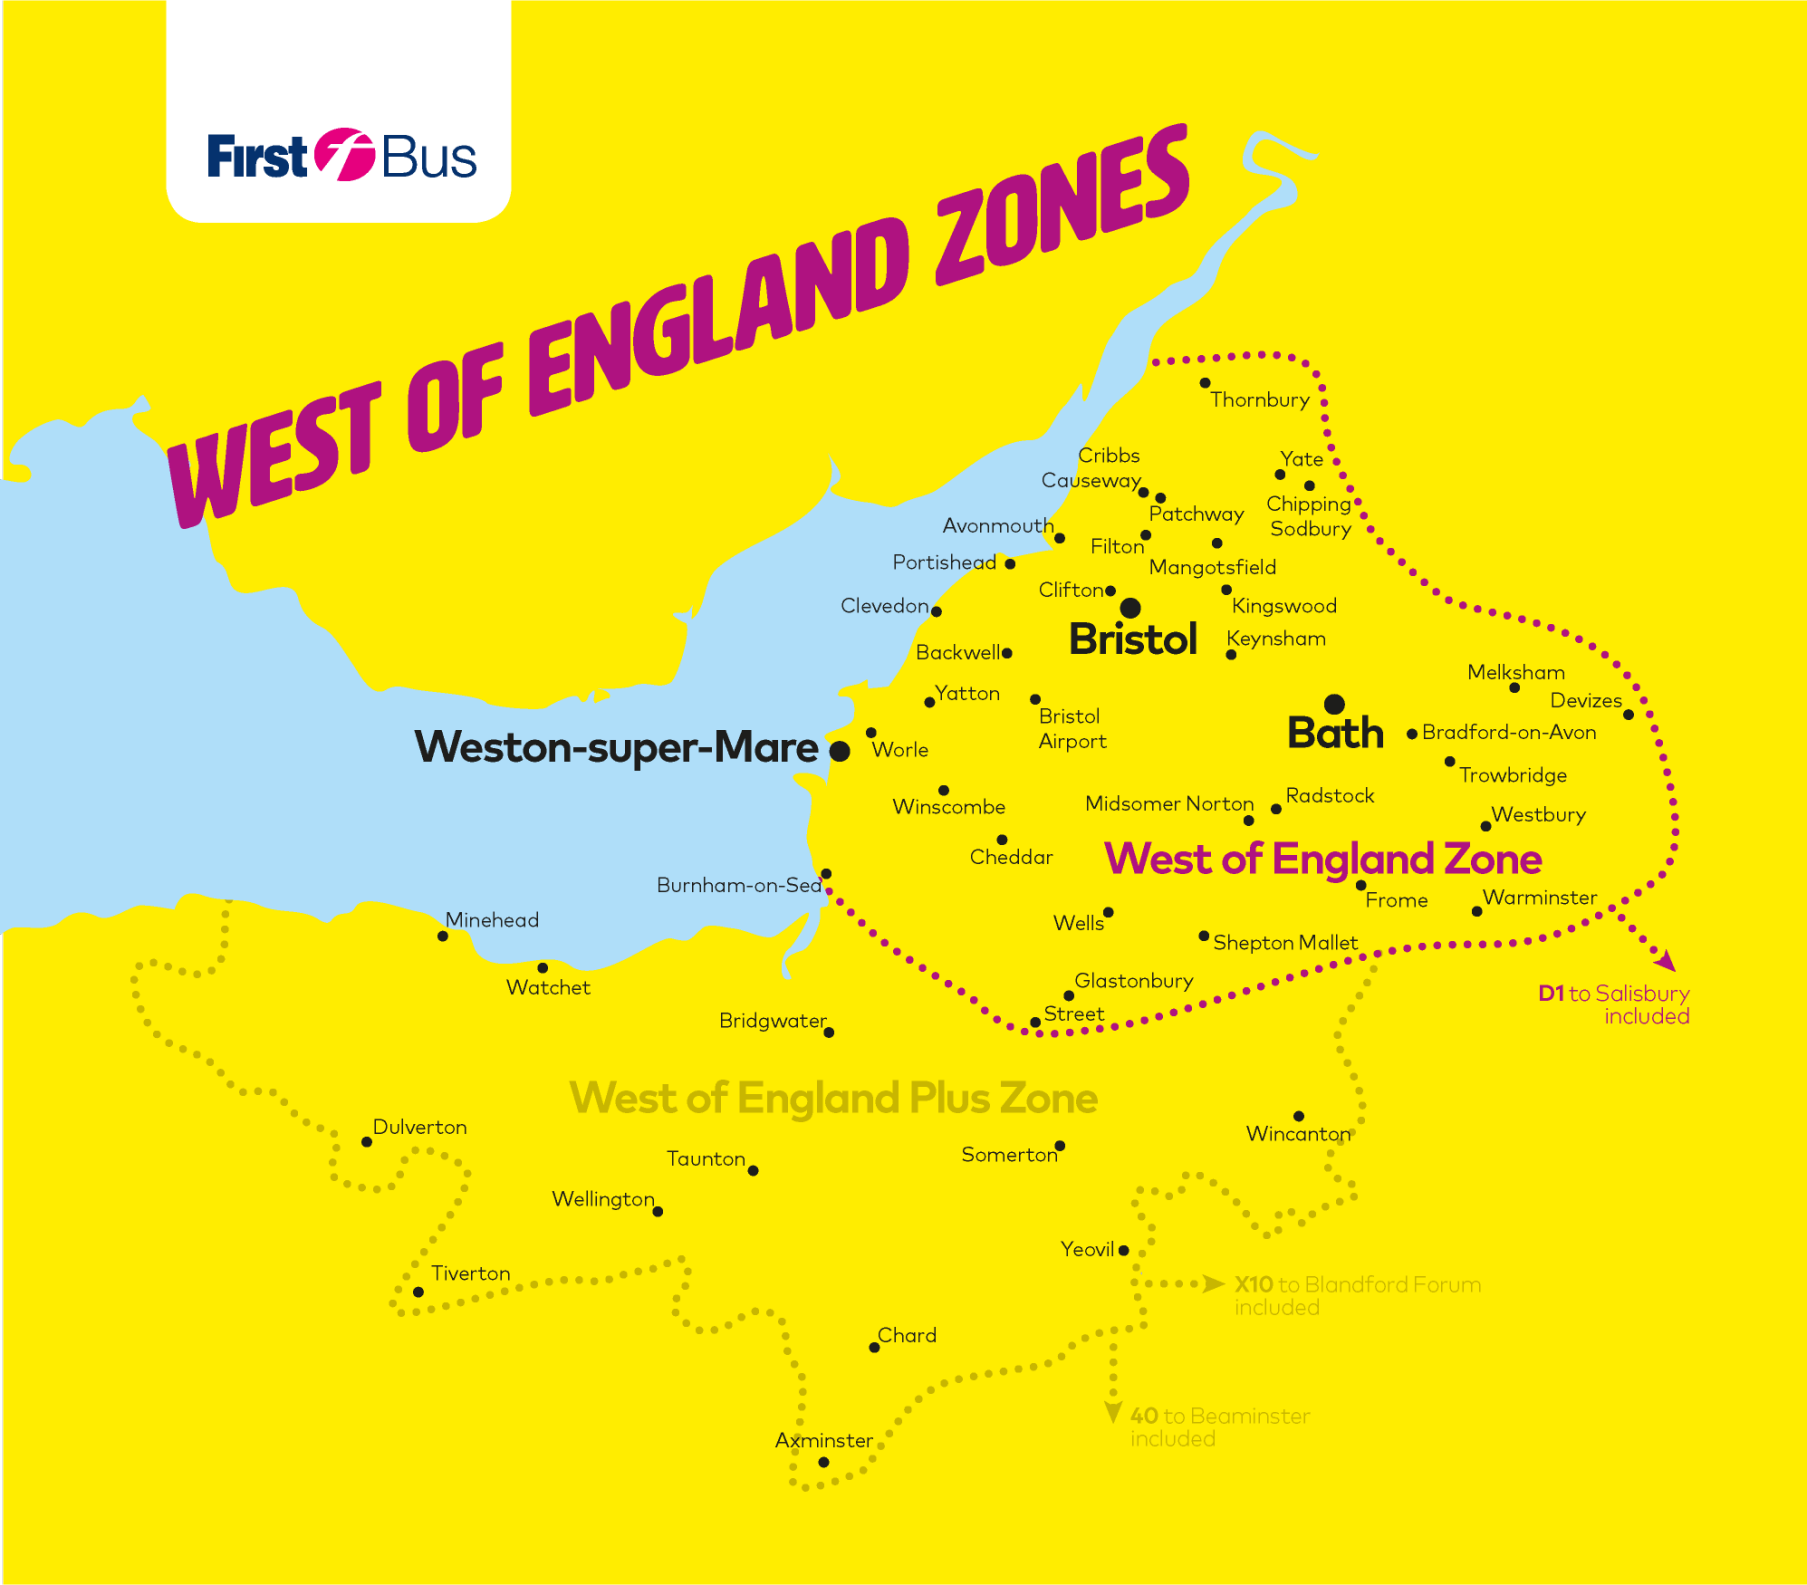 First Bus
WEST OF ENGLAND ZONES
Thornbury
Cribbs
Causeway
Yate
Patchway
Chipping
Sodbury
Avonmouth
Filton
Portishead
Mangotsfield
Clifton
Clevedon
Kingswood
Bristol
Keynsham
Backwell
Melksham
Yatton
Devizes
Bristol
Airport
Bath
Bradford-on-Avon
Weston-super-Mare
Worle
Trowbridge
Winscombe
Midsomer Norton
Radstock
Westbury
Cheddar
West of England Zone
Burnham-on-Sea
Frome
Warminster
Minehead
Wells
Shepton Mallet
Watchet
Glastonbury
D1 to Salisbury
included
Street
Bridgwater
West of England Plus Zone
Dulverton
Wincanton
Taunton
Somerton
Wellington
Yeovil
Tiverton
X10 to Blandford Forum
included
Chard
40 to Beaminster
included
Axminster